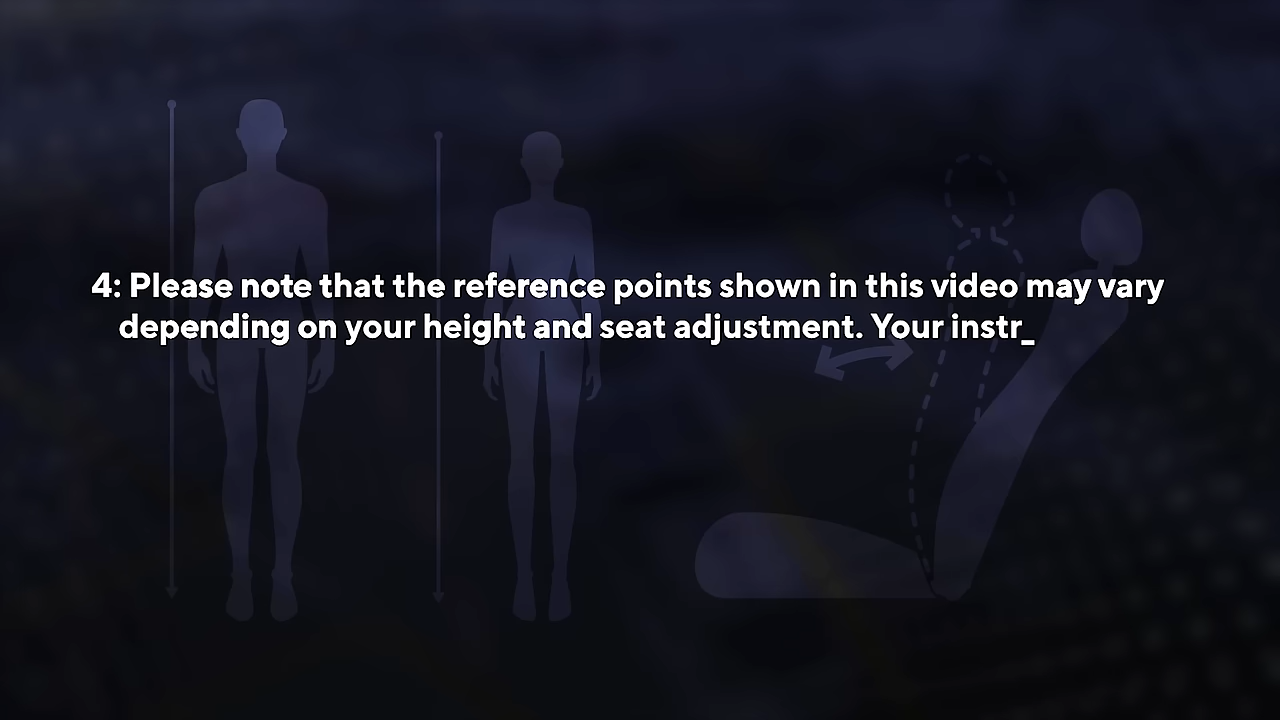 4: Please note that the reference points shown in this video may vary
depending on your height and seat adjustment. Your instr_